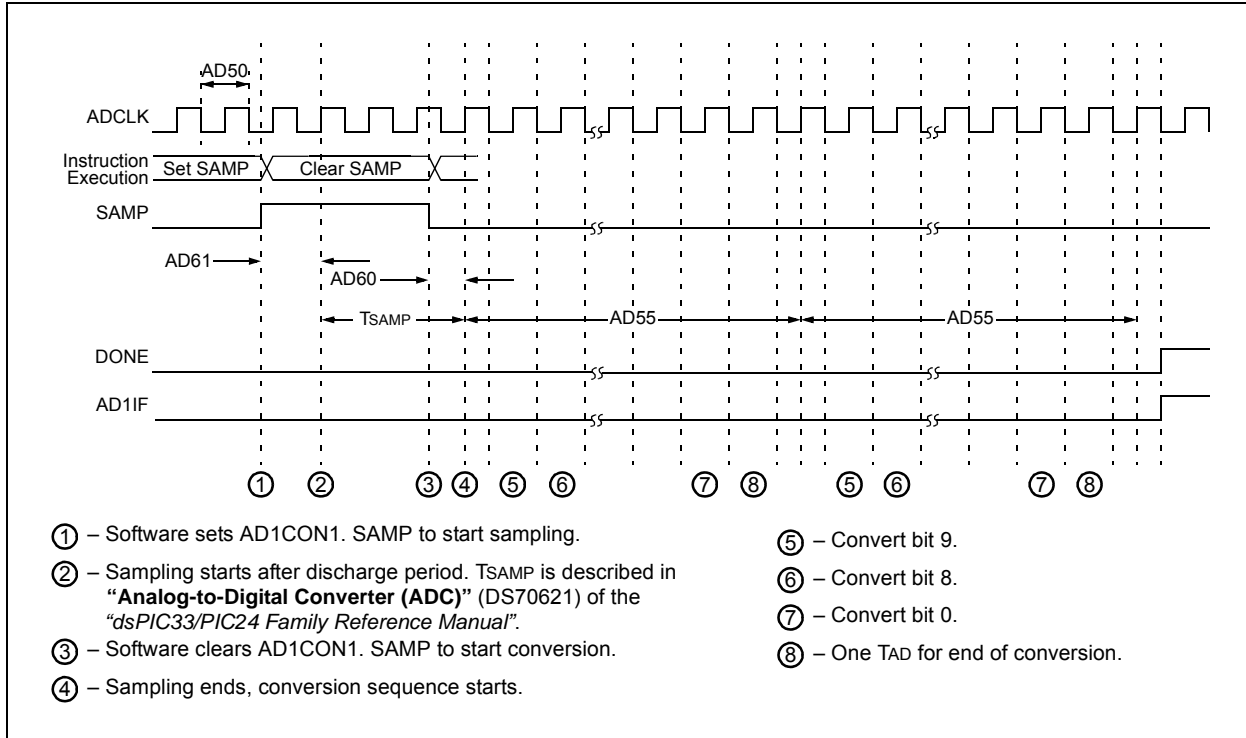 AD50
ADCLK
Instruction
Execution
Set SAMP
Clear SAMP
SAMP
AD61
AD60
TSAMP
AD55
AD55
DONE
AD1IF
1 2 3 4 5 6 7 8 5 6 7 8
1 – Software sets AD1CON1. SAMP to start sampling.
2 – Sampling starts after discharge period. TSAMP is described in
“Analog-to-Digital Converter (ADC)” (DS70621) of the
“dsPIC33/PIC24 Family Reference Manual”.
3 – Software clears AD1CON1. SAMP to start conversion.
4 – Sampling ends, conversion sequence starts.
5 – Convert bit 9.
6 – Convert bit 8.
7 – Convert bit 0.
8 – One TAD for end of conversion.